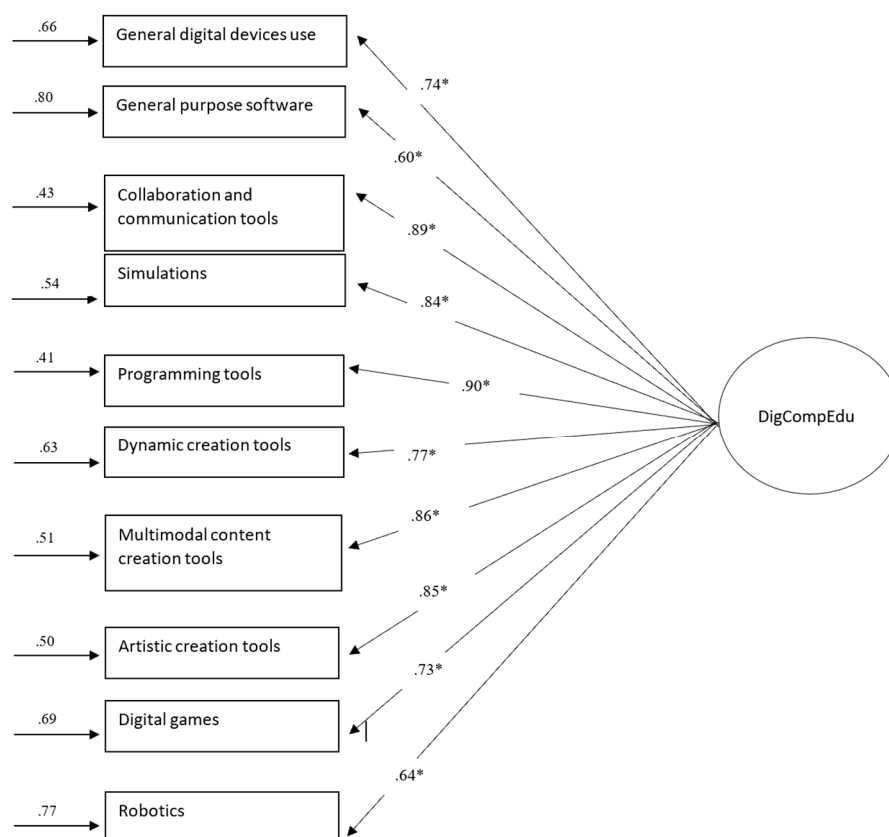 .66
General digital devices use
.74*
.80
General purpose software
.60*
.43
Collaboration and
communication tools
.89*
.54
Simulations
.84*
.41
Programming tools
.90*
DigCompEdu
.63
Dynamic creation tools
.77*
.51
Multimodal content
creation tools
.86*
.50
Artistic creation tools
.85*
.69
Digital games
.73*
.77
Robotics
.64*